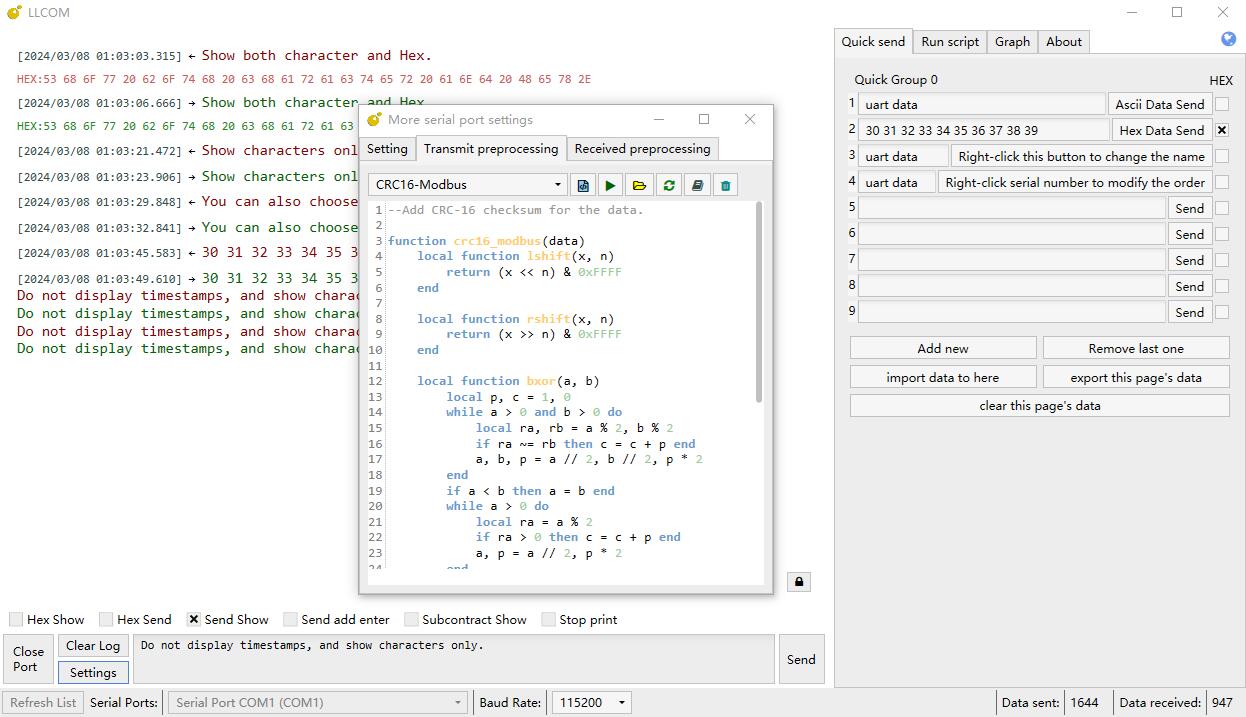 LLCOM
[2024/03/08 01:03:03.315] ← Show both character and Hex.
HEX:53 68 6F 77 20 62 6F 74 68 20 63 68 61 72 61 63 74 65 72 20 61 6E 64 20 48 65 78 2E
[2024/03/08 01:03:06.666] → Show both character and Hex
HEX:53 68 6F 77 20 62 6F 74 68 20 63 68 61 72 61 63
[2024/03/08 01:03:21.472] ← Show characters onl
[2024/03/08 01:03:23.906] → Show characters onl
[2024/03/08 01:03:29.848] ← You can also choose
[2024/03/08 01:03:32.841] → You can also choose
[2024/03/08 01:03:45.583] ← 30 31 32 33 34 35 3
[2024/03/08 01:03:49.610] → 30 31 32 33 34 35 3
Do not display timestamps, and show charac
Do not display timestamps, and show charac
Do not display timestamps, and show charac
Do not display timestamps, and show charac
More serial port settings
Setting Transmit preprocessing Received preprocessing
CRC16-Modbus
1 --Add CRC-16 checksum for the data.
2
3 function crc16_modbus(data)
4 local function lshift(x, n)
5 return (x << n) & 0xFFFF
6 end
7
8 local function rshift(x, n)
9 return (x >> n) & 0xFFFF
10 end
11
12 local function bxor(a, b)
13 local p, c = 1, 0
14 while a > 0 and b > 0 do
15 local ra, rb = a % 2, b % 2
16 if ra ~= rb then c = c + p end
17 a, b, p = a // 2, b // 2, p * 2
18 end
19 if a < b then a = b end
20 while a > 0 do
21 local ra = a % 2
22 if ra > 0 then c = c + p end
23 a, p = a // 2, p * 2
24 end
Hex Show Hex Send Send Show Send add enter Subcontract Show Stop print
Close Port
Clear Log
Settings
Do not display timestamps, and show characters only.
Send
Refresh List Serial Ports: Serial Port COM1 (COM1) Baud Rate: 115200 Data sent: 1644 Data received: 947
Quick send Run script Graph About
Quick Group 0 HEX
1 uart data Ascii Data Send
2 30 31 32 33 34 35 36 37 38 39 Hex Data Send
3 uart data Right-click this button to change the name
4 uart data Right-click serial number to modify the order
5 Send
6 Send
7 Send
8 Send
9 Send
Add new Remove last one
import data to here export this page's data
clear this page's data